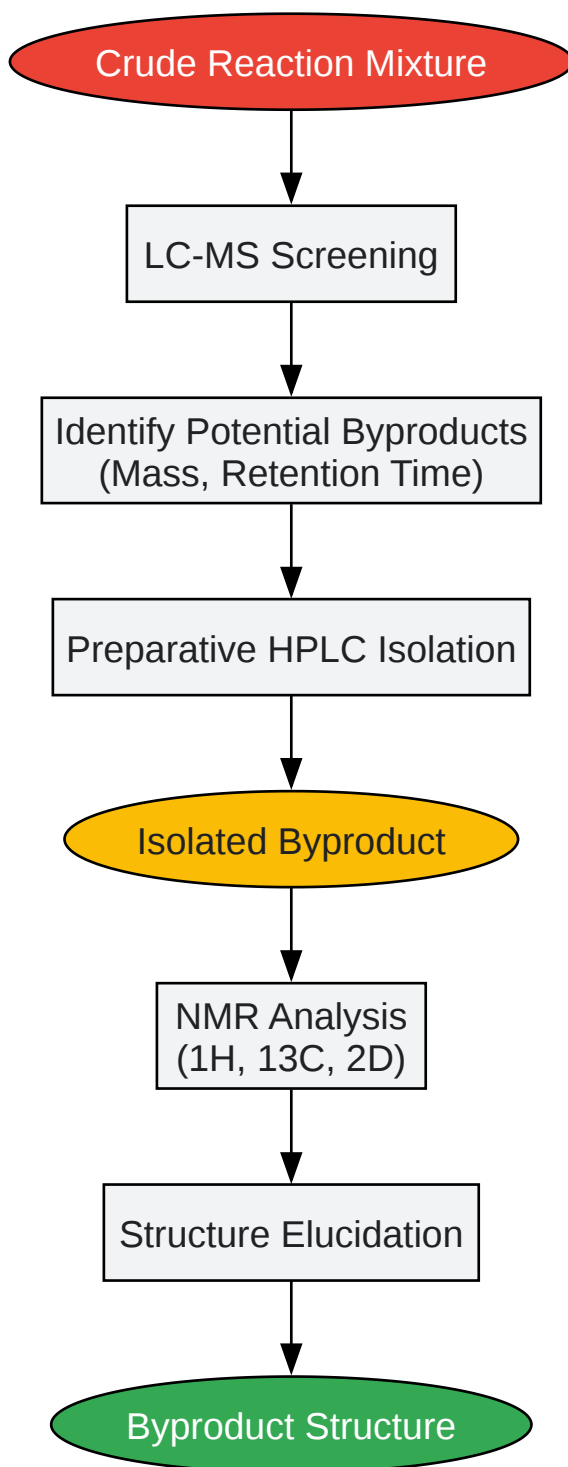 Crude Reaction Mixture
LC-MS Screening
Identify Potential Byproducts
(Mass, Retention Time)
Preparative HPLC Isolation
Isolated Byproduct
NMR Analysis
(1H, 13C, 2D)
Structure Elucidation
Byproduct Structure